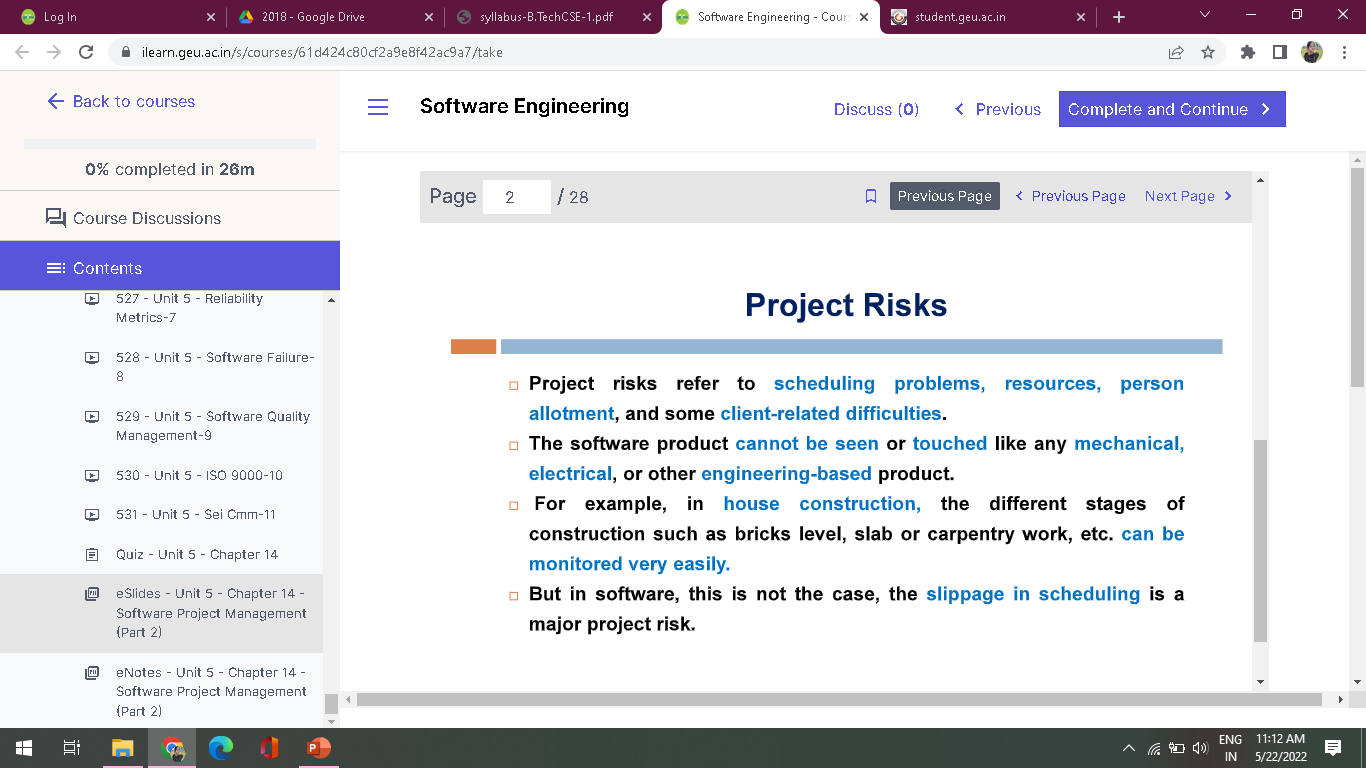 Log In
2018 - Google Drive
syllabus-B.TechCSE-1.pdf
Software Engineering - Cour
student.geu.ac.in
ilearn.geu.ac.in/s/courses/61d424c80cf2a9e8f42ac9a7/take
Back to courses
0% completed in 26m
Course Discussions
Contents
527 - Unit 5 - Reliability
Metrics-7
528 - Unit 5 - Software Failure-
8
529 - Unit 5 - Software Quality
Management-9
530 - Unit 5 - ISO 9000-10
531 - Unit 5 - Sei Cmm-11
Quiz - Unit 5 - Chapter 14
eSlides - Unit 5 - Chapter 14 -
Software Project Management
(Part 2)
eNotes - Unit 5 - Chapter 14 -
Software Project Management
(Part 2)
Software Engineering
Discuss (0)
Previous
Complete and Continue
Page 2 / 28
Previous Page
Previous Page
Next Page
Project Risks
Project risks refer to scheduling problems, resources, person
allotment, and some client-related difficulties.
The software product cannot be seen or touched like any mechanical,
electrical, or other engineering-based product.
For example, in house construction, the different stages of
construction such as bricks level, slab or carpentry work, etc. can be
monitored very easily.
But in software, this is not the case, the slippage in scheduling is a
major project risk.
ENG
IN
11:12 AM
5/22/2022